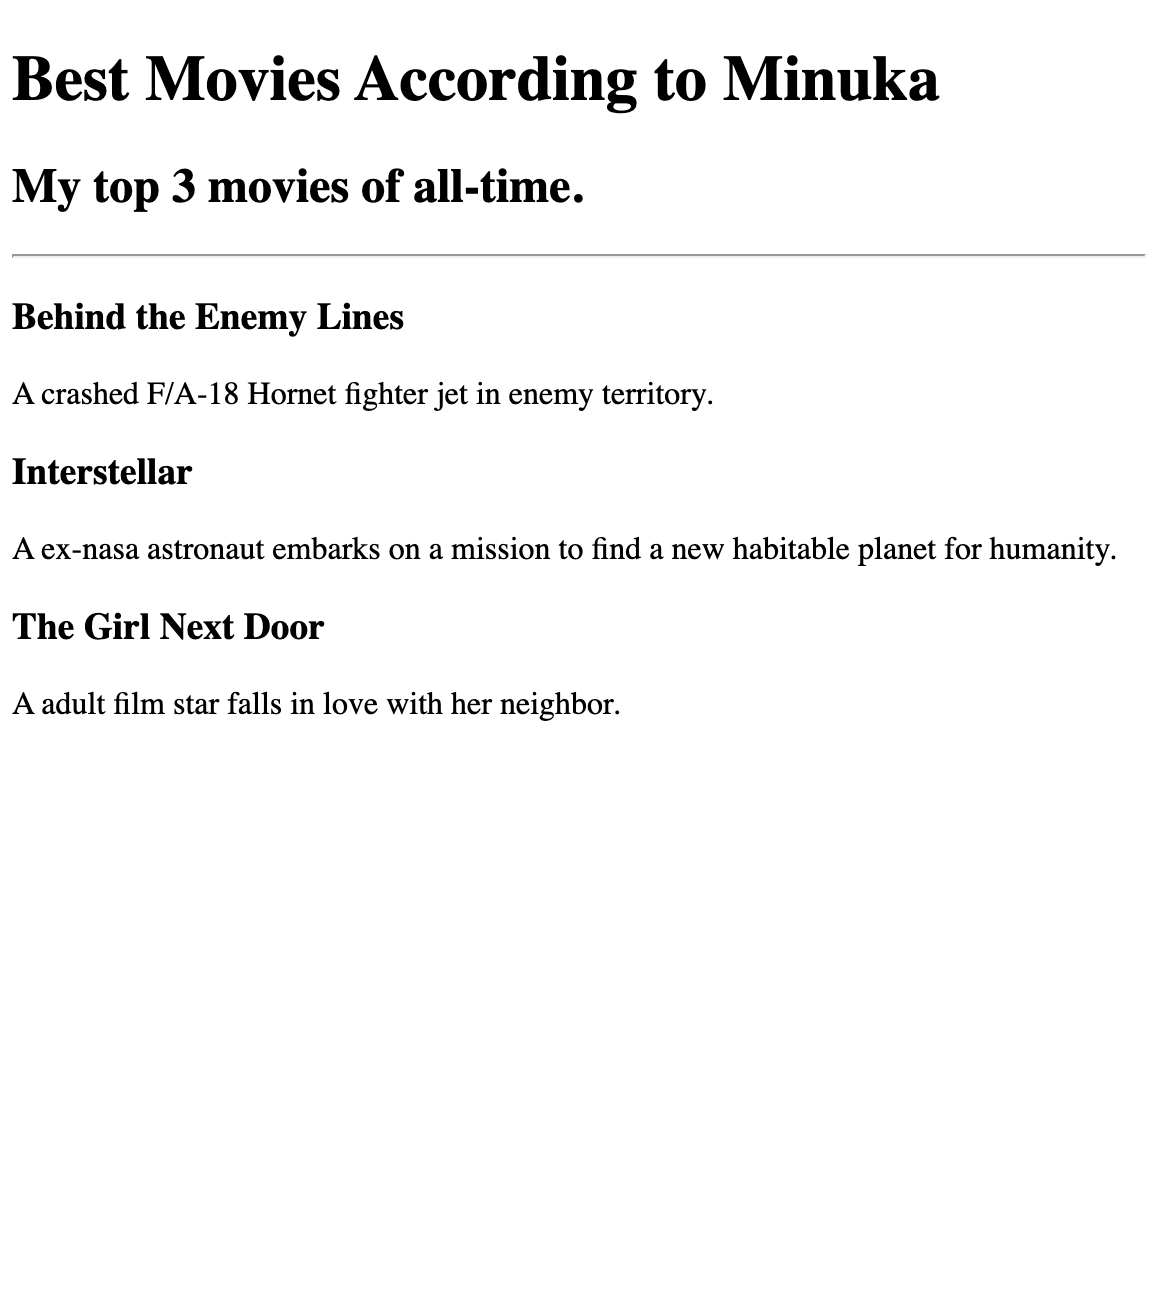 Best Movies According to Minuka
My top 3 movies of all-time.
Behind the Enemy Lines
A crashed F/A-18 Hornet fighter jet in enemy territory.
Interstellar
A ex-nasa astronaut embarks on a mission to find a new habitable planet for humanity.
The Girl Next Door
A adult film star falls in love with her neighbor.